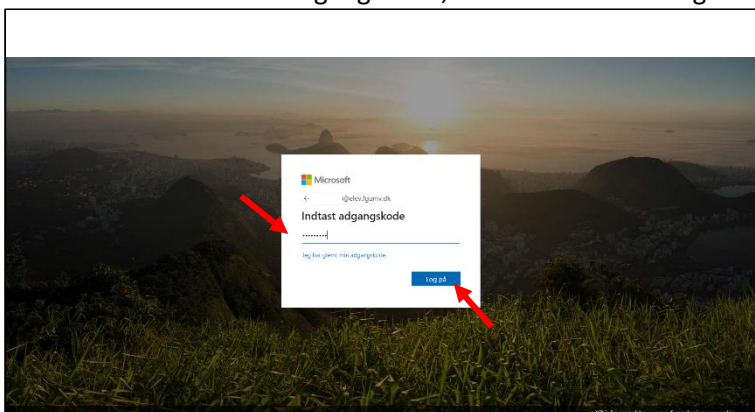 Microsoft
← i@elev.lgumv.dk
Indtast adgangskode
•••••••••
Jeg har glemt min adgangskode
Log på